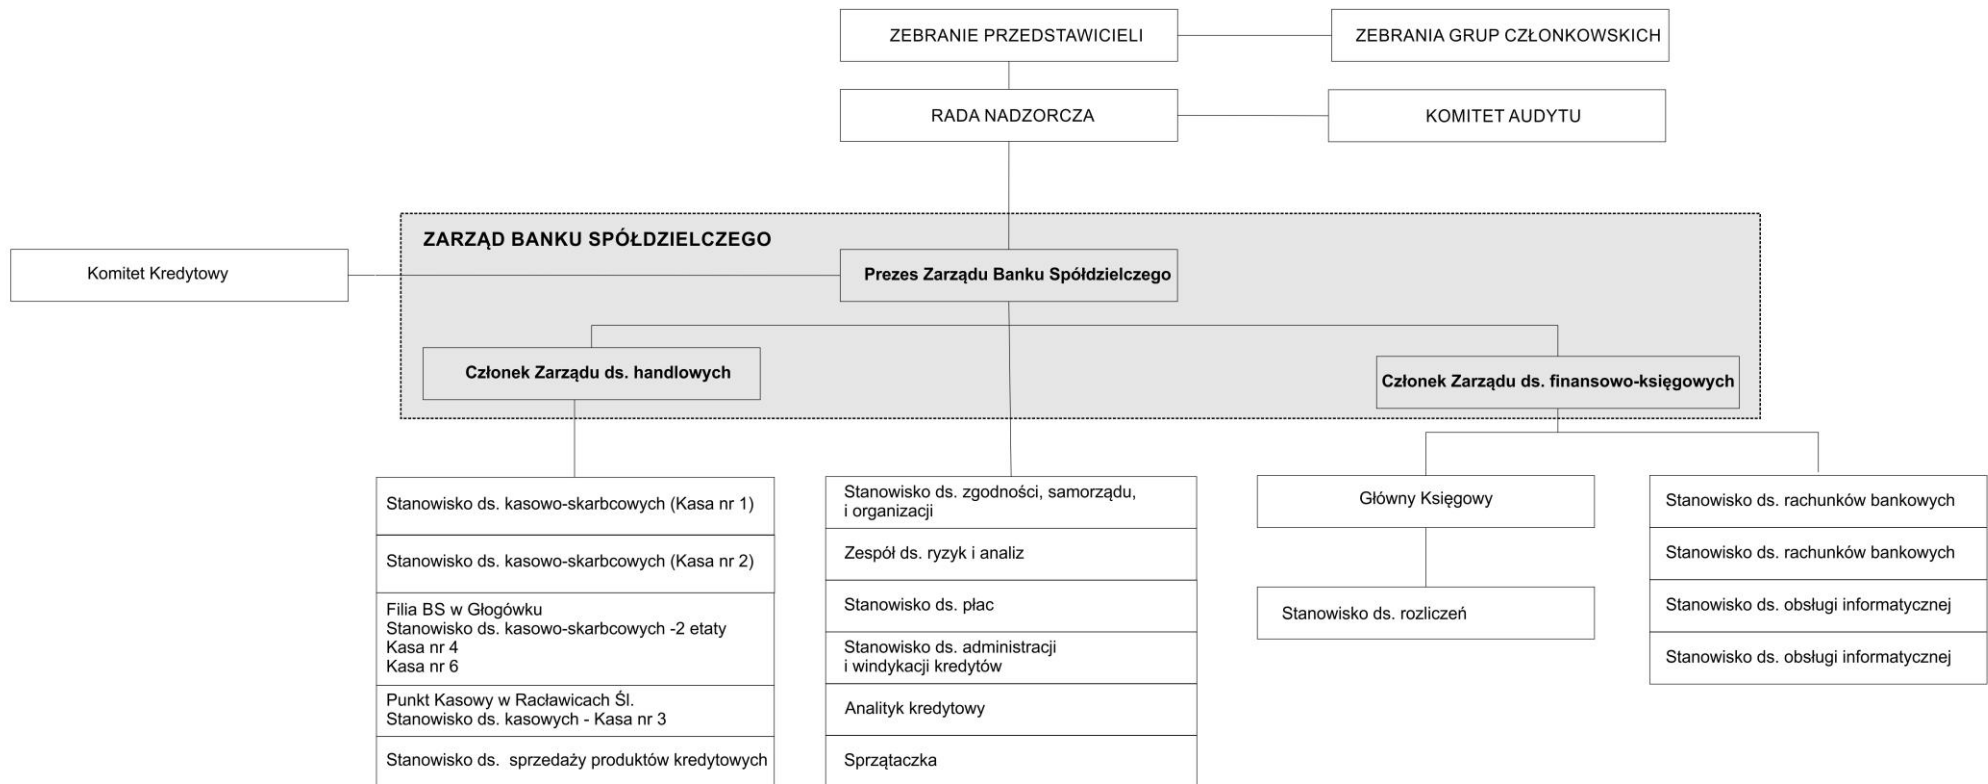 ZEBRANIE PRZEDSTAWICIELI
ZEBRANIA GRUP CZŁONKOWSKICH
RADA NADZORCZA
KOMITET AUDYTU
ZARZĄD BANKU SPÓŁDZIELCZEGO
Komitet Kredytowy
Prezes Zarządu Banku Spółdzielczego
Członek Zarządu ds. handlowych
Członek Zarządu ds. finansowo-księgowych
Stanowisko ds. kasowo-skarbcowych (Kasa nr 1)
Stanowisko ds. kasowo-skarbcowych (Kasa nr 2)
Filia BS w Głogówku
Stanowisko ds. kasowo-skarbcowych -2 etaty
Kasa nr 4
Kasa nr 6
Punkt Kasowy w Racławicach Śl.
Stanowisko ds. kasowych - Kasa nr 3
Stanowisko ds. sprzedaży produktów kredytowych
Stanowisko ds. zgodności, samorządu,
i organizacji
Zespół ds. ryzyk i analiz
Stanowisko ds. płac
Stanowisko ds. administracji
i windykacji kredytów
Analityk kredytowy
Sprzątaczka
Główny Księgowy
Stanowisko ds. rozliczeń
Stanowisko ds. rachunków bankowych
Stanowisko ds. rachunków bankowych
Stanowisko ds. obsługi informatycznej
Stanowisko ds. obsługi informatycznej